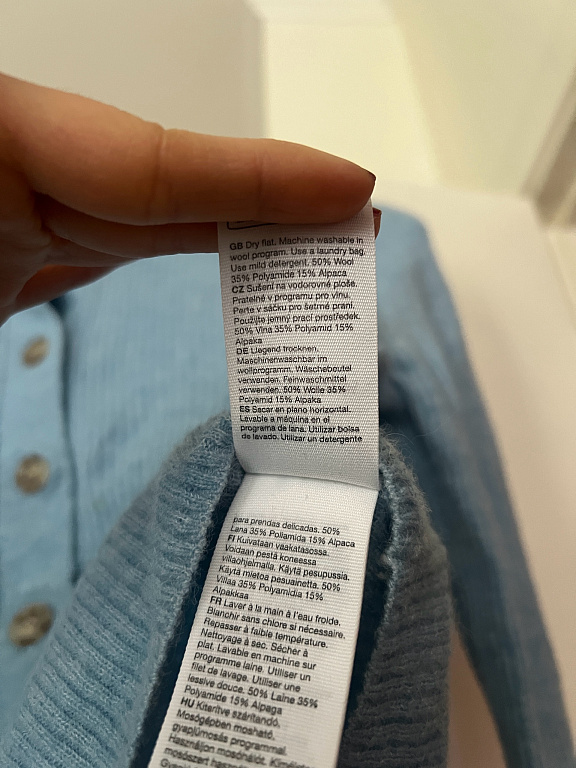 GB Dry flat. Machine washable in
wool program. Use a laundry bag.
Use mild detergent. 50% Wool
35% Polyamide 15% Alpaca
CZ Sušení na vodorovné ploše.
Pratelné v programu pro vlnu.
Perte v sáčku pro šetrné praní.
Použijte jemný prací prostředek.
50% Vlna 35% Polyamid 15%
Alpaka
DE Liegend trocknen.
Maschinenwaschbar im
wollprogramm. Wäschebeutel
verwenden. Feinwaschmittel
verwenden. 50% Wolle 35%
Polyamid 15% Alpaka
ES Secar en plano horizontal.
Lavable a máquina en el
programa de lana. Utilizar bolsa
de lavado. Utilizar un detergente
para prendas delicadas. 50%
Lana 35% Poliamida 15% Alpaca
FI Kuivataan vaakatasossa.
Voidaan pestä koneessa
villaohjelmalla. Käytä pesupussia.
Käytä mietoa pesuainetta. 50%
Villaa 35% Polyamidia 15%
Alpakkaa
FR Laver à la main à l'eau froide.
Blanchir sans chlore si nécessaire.
Repasser à faible température.
Nettoyage à sec. Sécher à
plat. Lavable en machine sur
programme laine. Utiliser un
filet de lavage. Utiliser une
lessive douce. 50% Laine 35%
Polyamide 15% Alpaga
HU Kiterítve szárítandó.
Mosógépben mosható,
gyapjúmosás programmal.
Használjon mosóhálót. Kímélő
mosószert